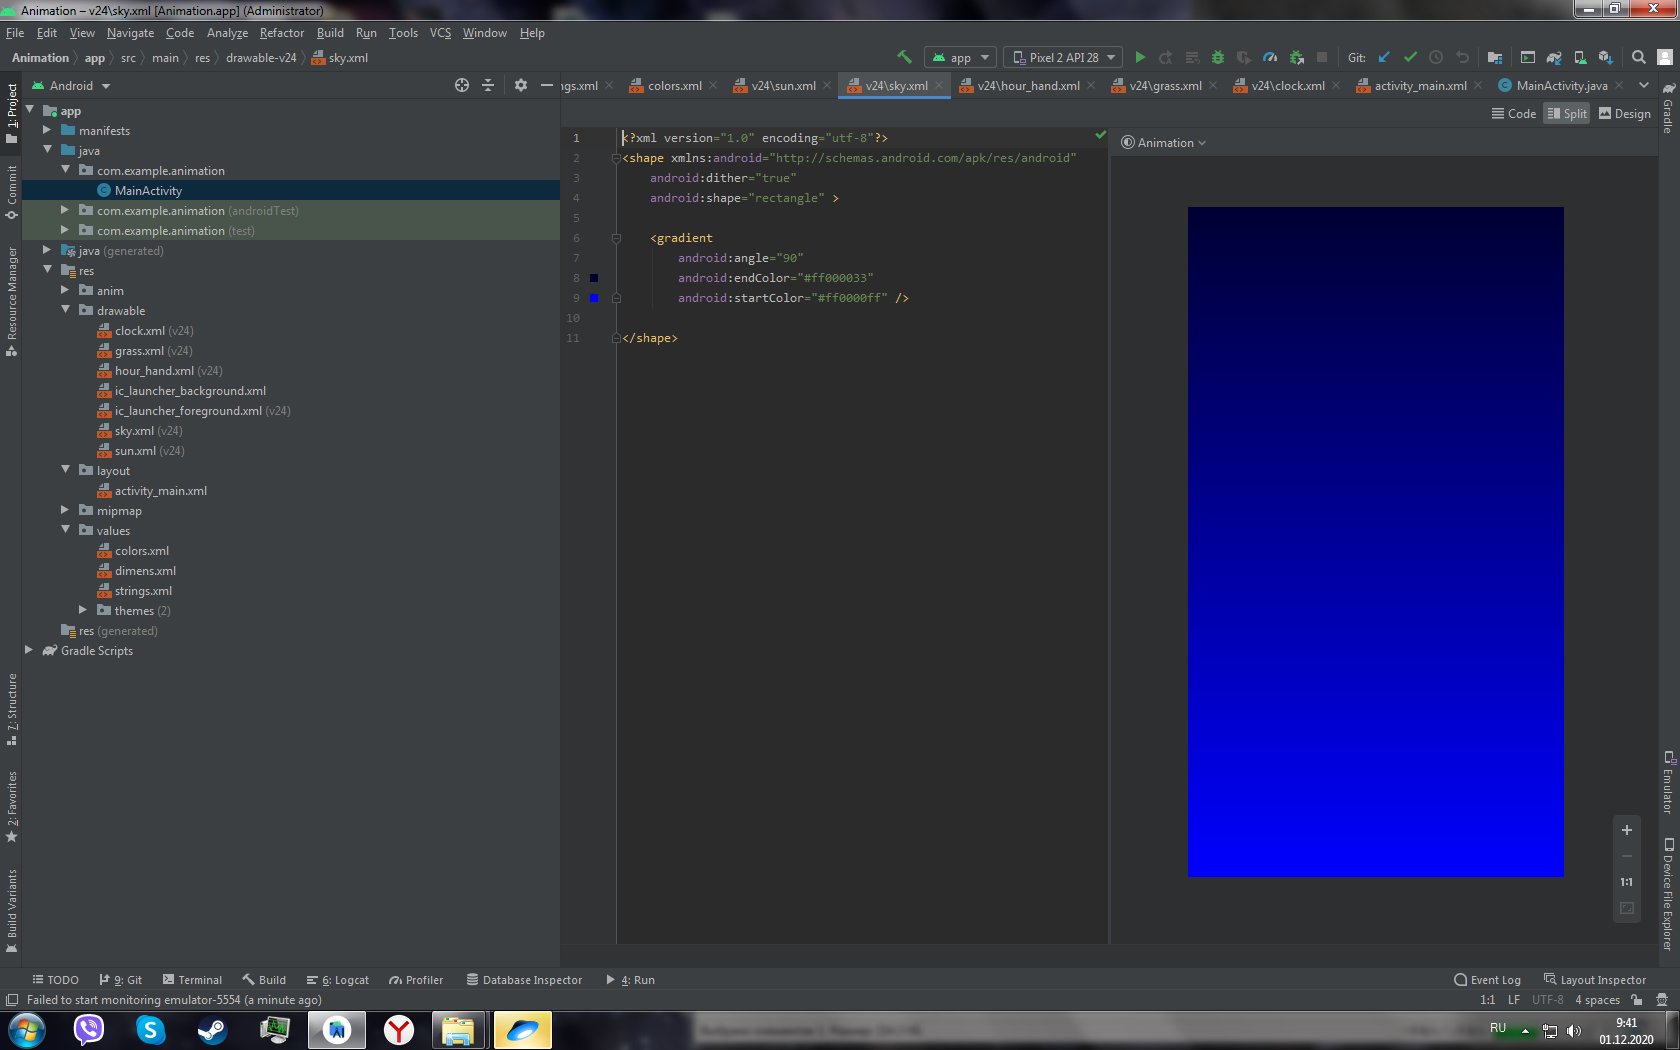 Animation – v24\sky.xml [Animation.app] (Administrator)
File Edit View Navigate Code Analyze Refactor Build Run Tools VCS Window Help
Animation app src main res drawable-v24 sky.xml
app Pixel 2 API 28 Git:
Android
ngs.xml colors.xml v24\sun.xml v24\sky.xml v24\hour_hand.xml v24\grass.xml v24\clock.xml activity_main.xml MainActivity.java
Code Split Design
Animation
app
manifests
java
com.example.animation
MainActivity
com.example.animation (androidTest)
com.example.animation (test)
java (generated)
res
anim
drawable
clock.xml (v24)
grass.xml (v24)
hour_hand.xml (v24)
ic_launcher_background.xml
ic_launcher_foreground.xml (v24)
sky.xml (v24)
sun.xml (v24)
layout
activity_main.xml
mipmap
values
colors.xml
dimens.xml
strings.xml
themes (2)
res (generated)
Gradle Scripts
1 <?xml version="1.0" encoding="utf-8"?>
2 <shape xmlns:android="http://schemas.android.com/apk/res/android"
3 android:dither="true"
4 android:shape="rectangle" >
5
6 <gradient
7 android:angle="90"
8 android:endColor="#ff000033"
9 android:startColor="#ff0000ff" />
10
11 </shape>
1: Project
Commit
Resource Manager
7: Structure
2: Favorites
Build Variants
Gradle
Emulator
Device File Explorer
1:1
TODO 9: Git Terminal Build 6: Logcat Profiler Database Inspector 4: Run Event Log Layout Inspector
Failed to start monitoring emulator-5554 (a minute ago) 1:1 LF UTF-8 4 spaces
RU 9:41
01.12.2020